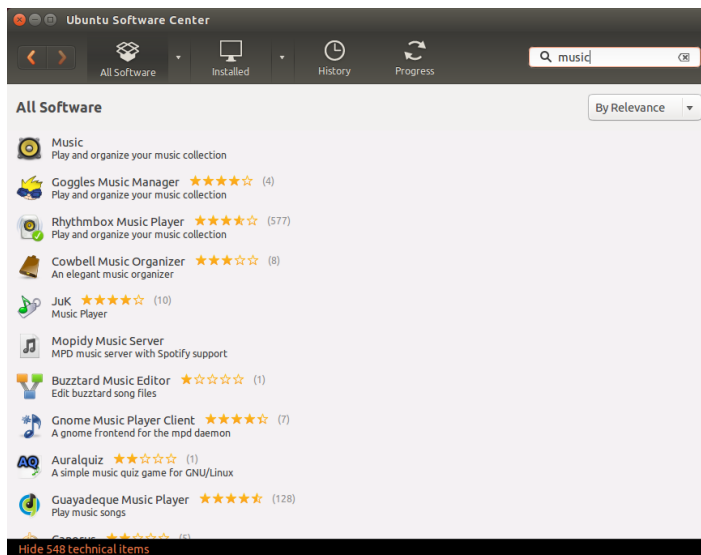 Ubuntu Software Center
All Software
Installed
History
Progress
music
All Software
By Relevance
Music
Play and organize your music collection
Goggles Music Manager (4)
Play and organize your music collection
Rhythmbox Music Player (577)
Play and organize your music collection
Cowbell Music Organizer (8)
An elegant music organizer
JuK (10)
Music Player
Mopidy Music Server
MPD music server with Spotify support
Buzztard Music Editor (1)
Edit buzztard song files
Gnome Music Player Client (7)
A gnome frontend for the mpd daemon
AQ
Auralquiz (1)
A simple music quiz game for GNU/Linux
Guayadeque Music Player (128)
Play music songs
Canorus (5)
Hide 548 technical items